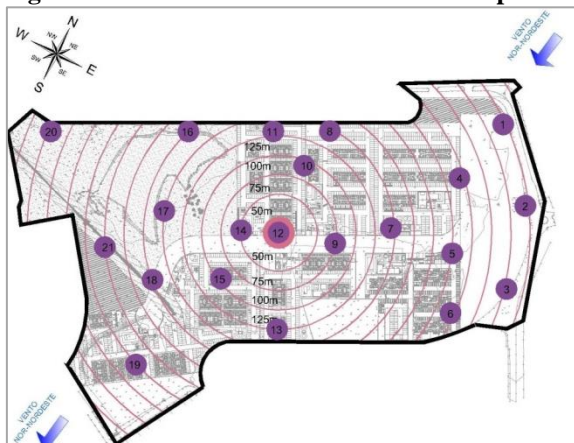 N
NW
NE
W
E
SW
SE
S
VENTO
NOR-NORDESTE
1
20
16
11
8
125m
10
100m
4
75m
2
17
50m
14
12
7
9
21
50m
5
18
15
75m
3
100m
6
125m
13
19
VENTO
NOR-NORDESTE